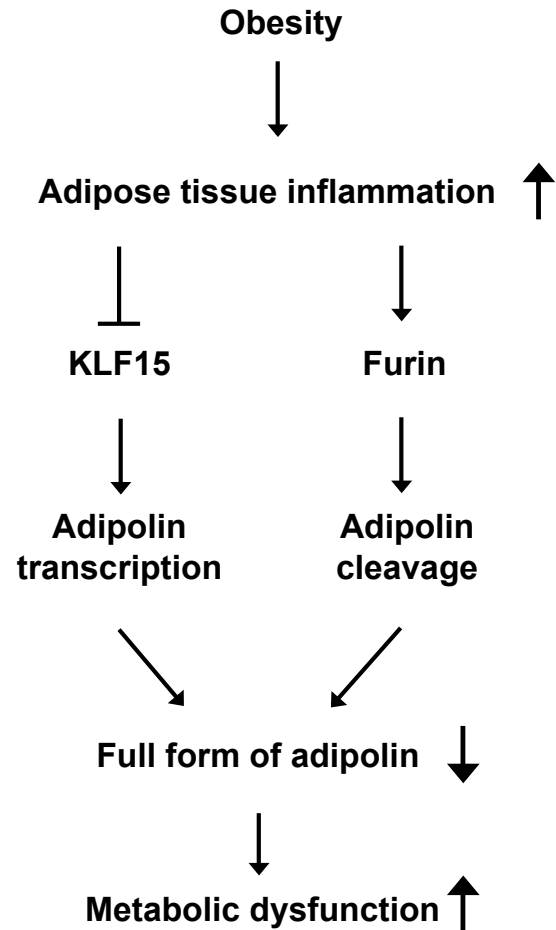 Obesity
Adipose tissue inflammation
KLF15
Furin
Adipolin
transcription
Adipolin
cleavage
Full form of adipolin
Metabolic dysfunction